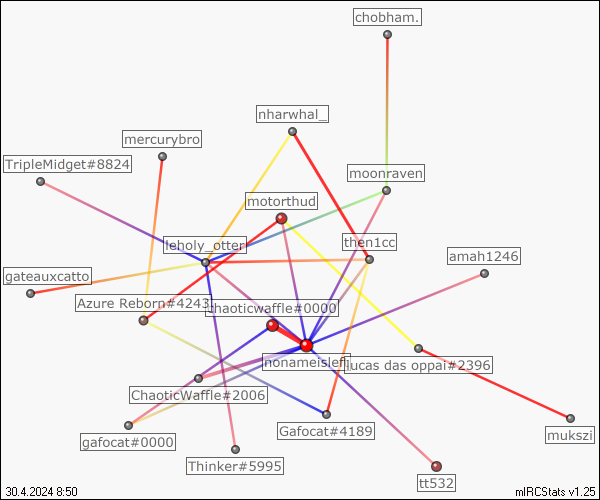 chobham.
nharwhal_
mercurybro
TripleMidget#8824
moonraven
motorthud
leholy_otter
then1cc
amah1246
gateauxcatto
Azure Reborn#4243
chaoticwaffle#0000
nonameisleft
lucas das oppai#2396
ChaoticWaffle#2006
Gafocat#4189
gafocat#0000
mukszi
Thinker#5995
tt532
30.4.2024 8:50
mIRCStats v1.25